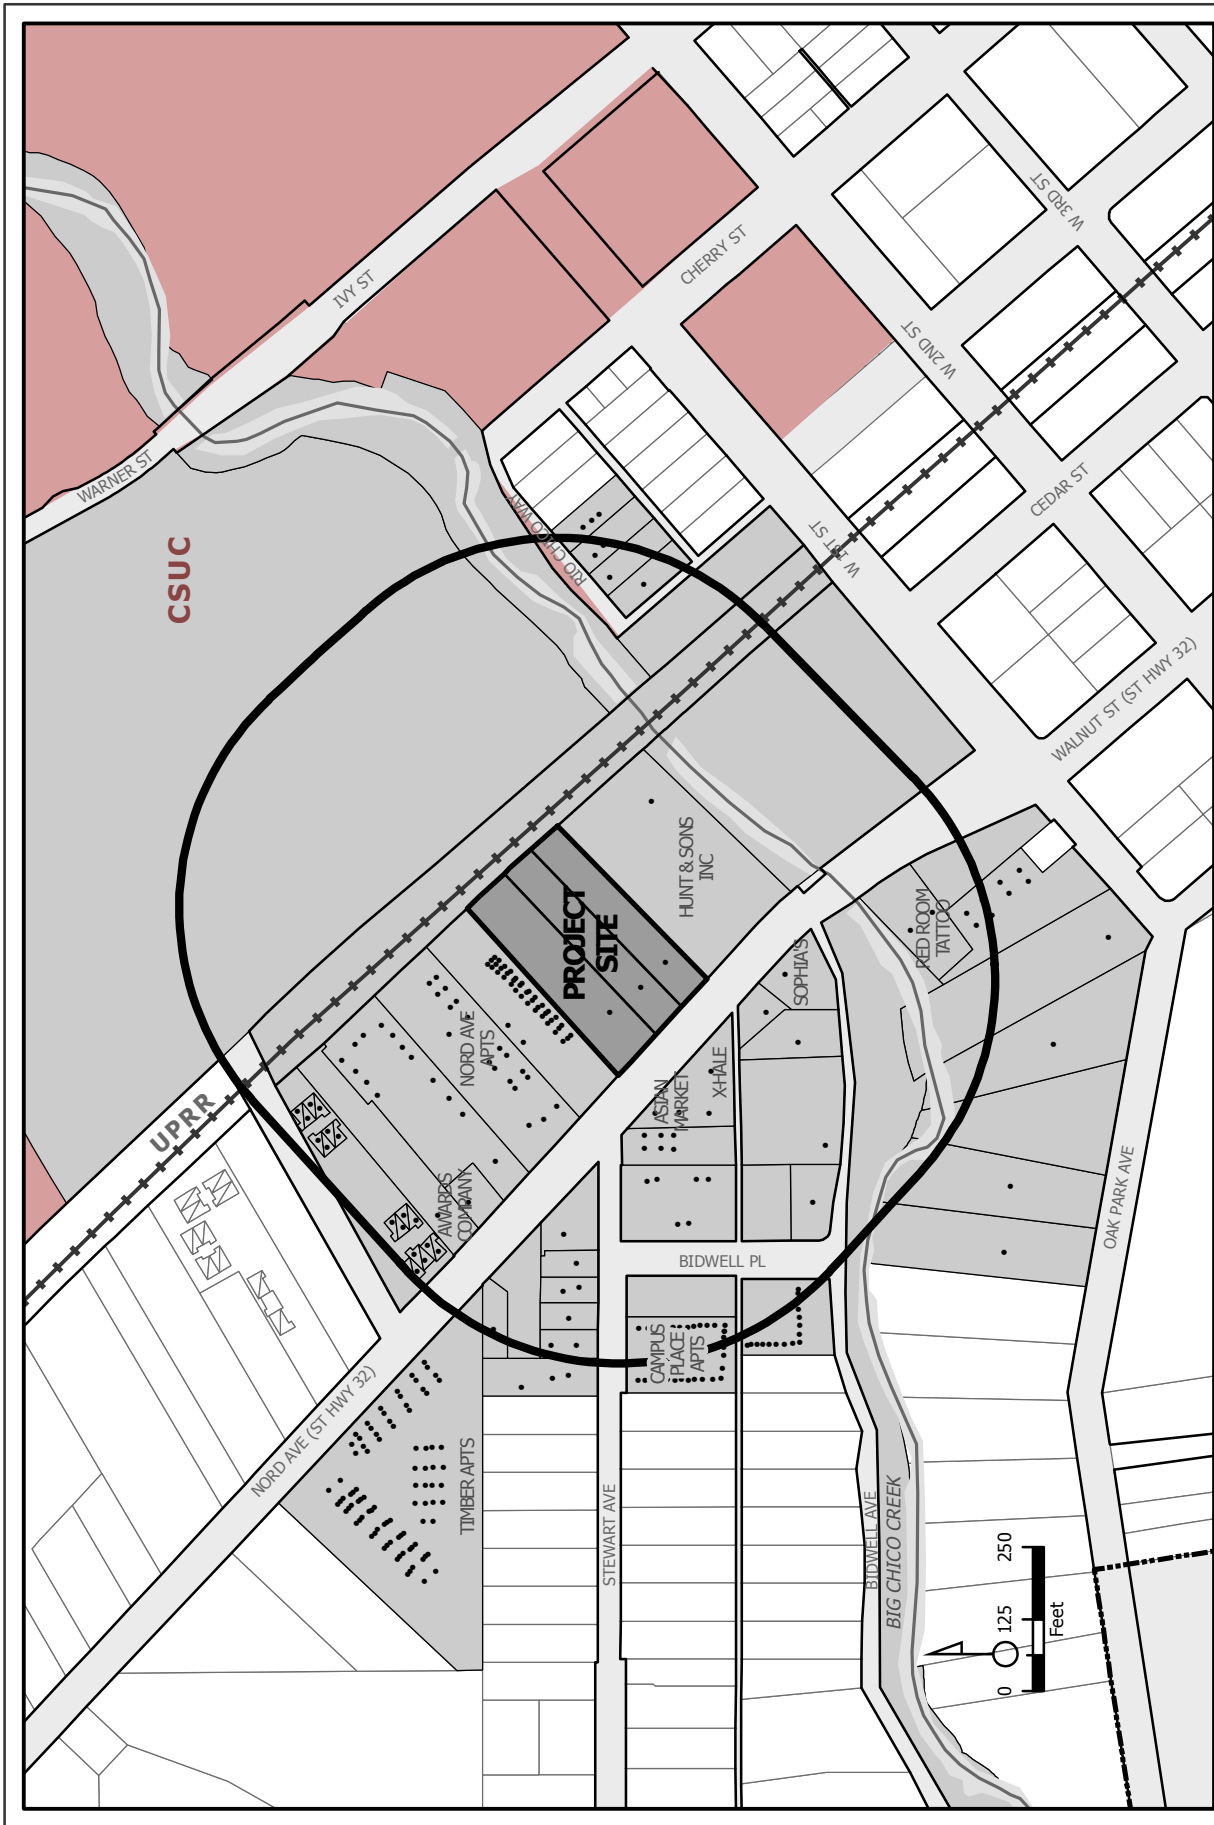 CSUC
WARNER ST
IVY ST
CHERRY ST
W 3RD ST
W 2ND ST
W 1ST ST
RIO CHICO WAY
CEDAR ST
WALNUT ST (ST HWY 32)
UPRR
PROJECT
SITE
HUNT & SONS
INC
NORD AVE
APTS
RED ROOM
TATTOO
SOPHIA'S
X-HALE
ASIAN
MARKET
AWARDS
COMPANY
BIDWELL PL
CAMPUS
PLACE
APTS
OAK PARK AVE
NORD AVE (ST HWY 32)
TIMBER APTS
STEWART AVE
BIDWELL AVE
BIG CHICO CREEK
0 125 250
Feet